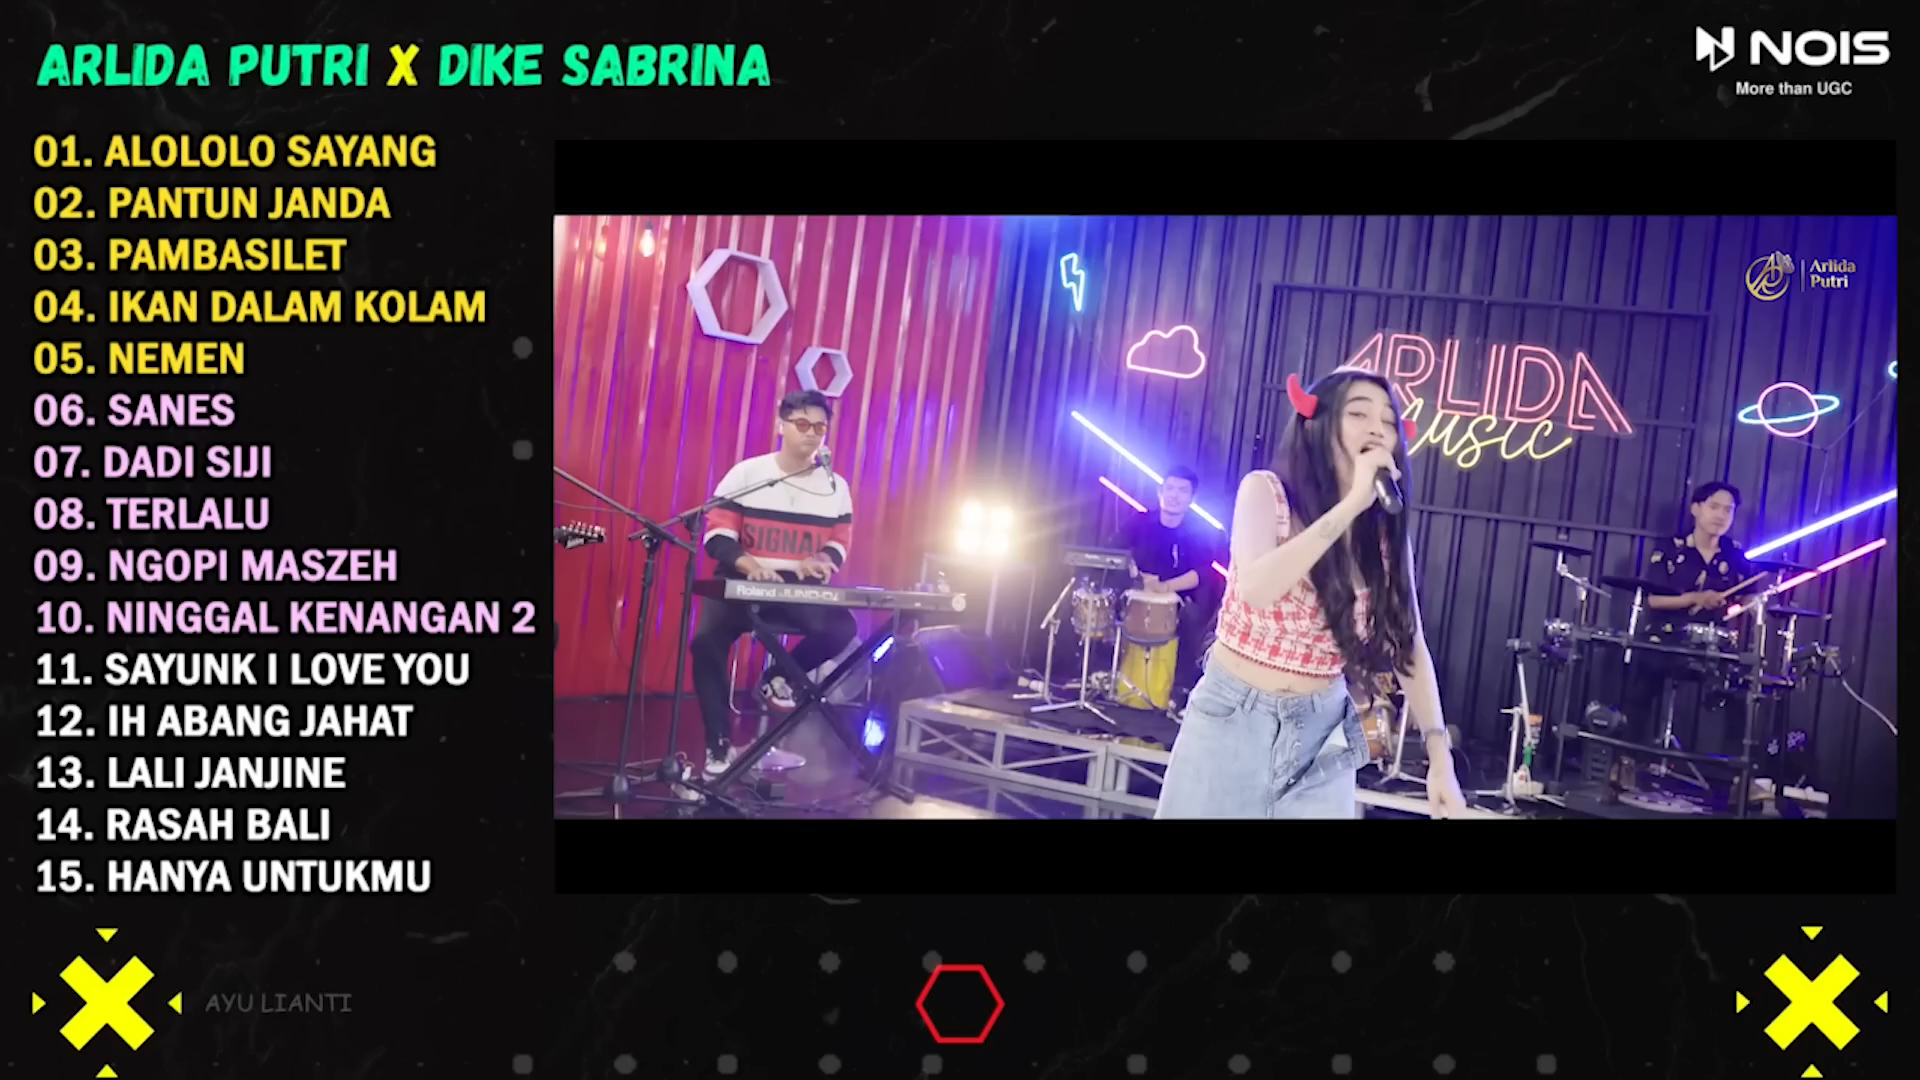 ARLIDA PUTRI X DIKE SABRINA
NOIS
More than UGC
01. ALOLOLO SAYANG
02. PANTUN JANDA
03. PAMBASILET
04. IKAN DALAM KOLAM
05. NEMEN
06. SANES
07. DADI SIJI
08. TERLALU
09. NGOPI MASZEH
10. NINGGAL KENANGAN 2
11. SAYUNK I LOVE YOU
12. IH ABANG JAHAT
13. LALI JANJINE
14. RASAH BALI
15. HANYA UNTUKMU
Arlida
Putri
ARLIDA
MUSIC
SIGNAL
Roland JUNO-Di
AYU LIANTI